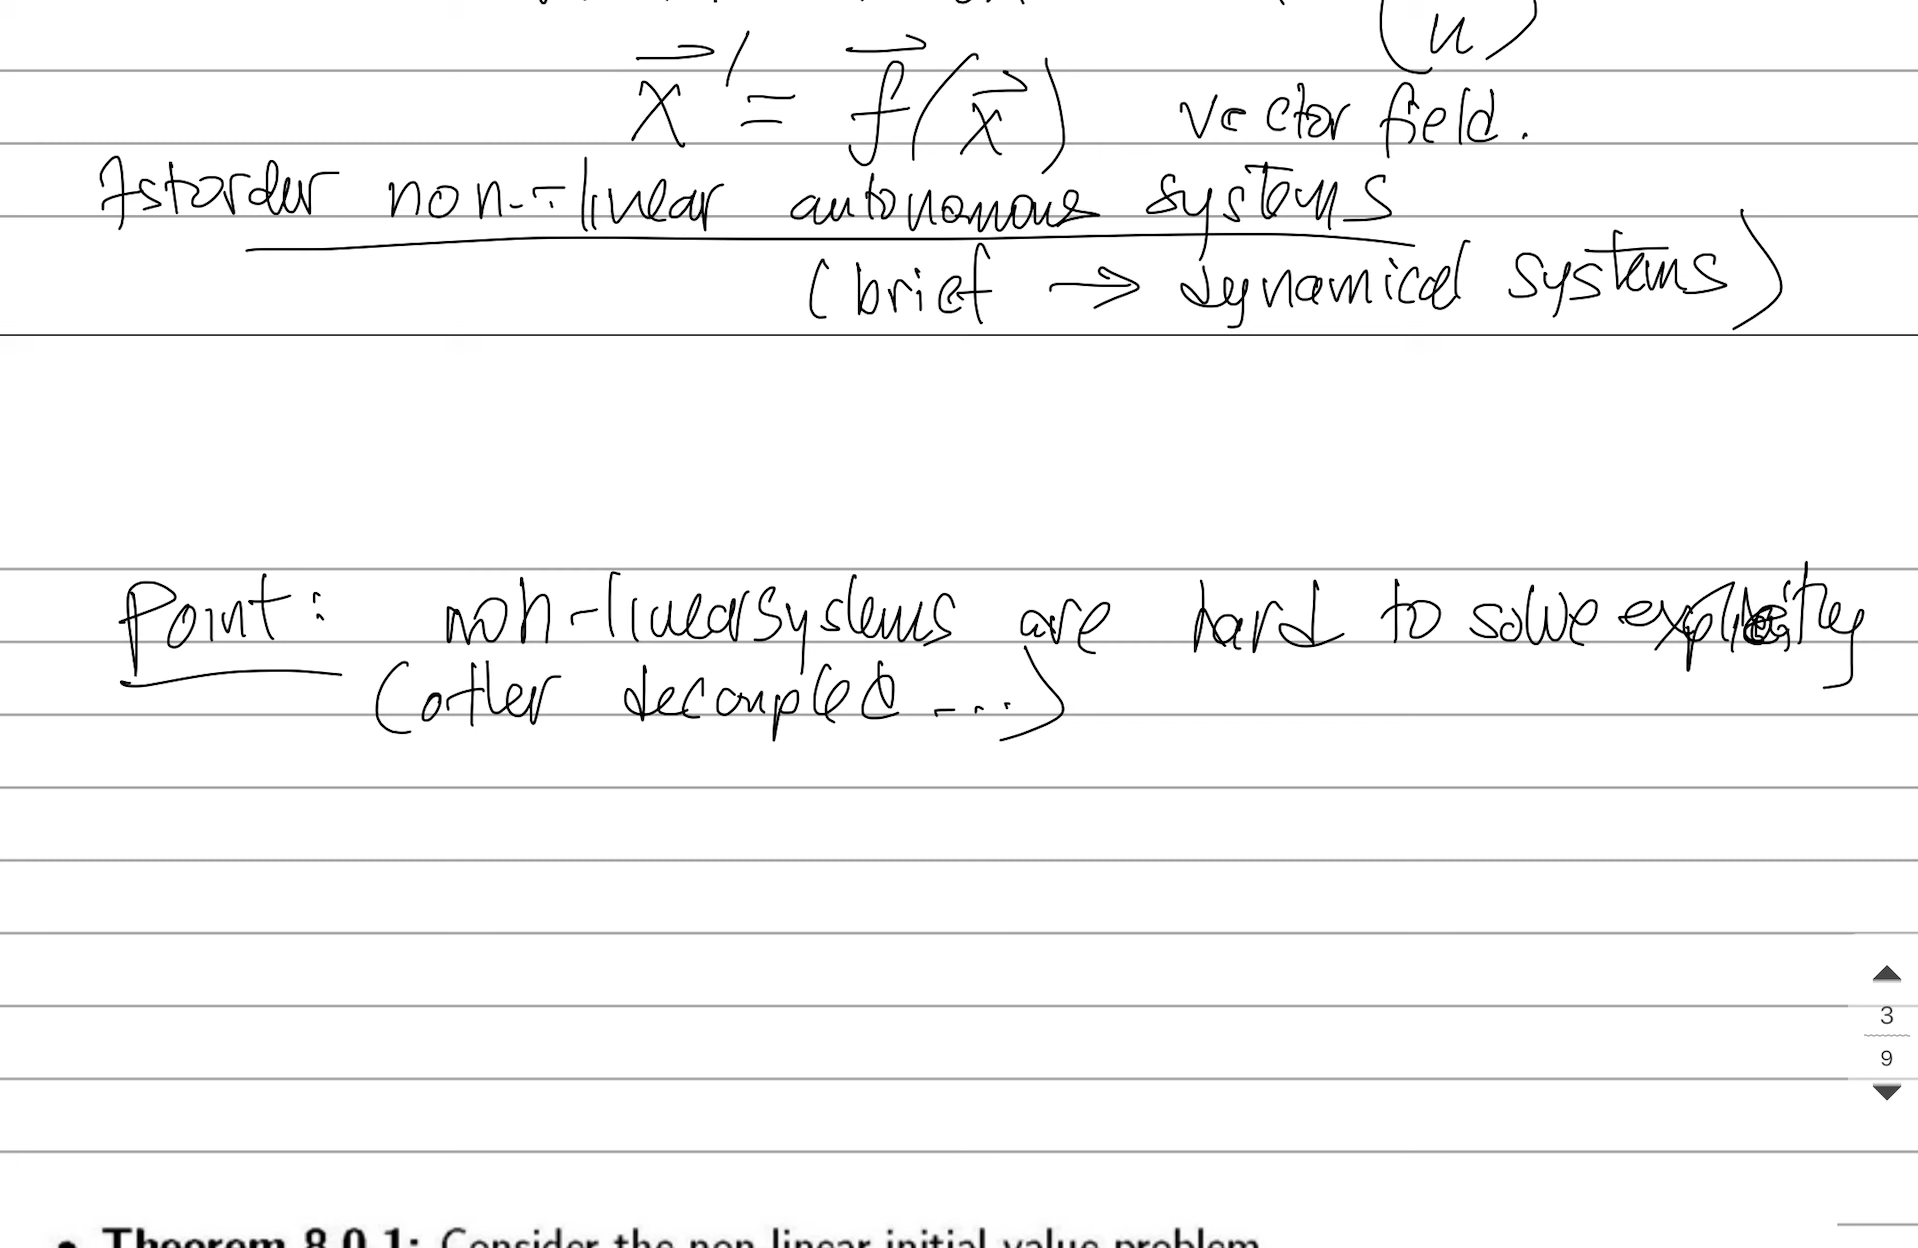 (u)
x⃗' = f⃗(x⃗) vector field.
1st order non-linear autonomous systems
(brief → dynamical systems)
Point: non-linear systems are hard to solve explicitly
(often decoupled ....)
3
9
• Theorem 8.0.1: Consider the non-linear initial value problem